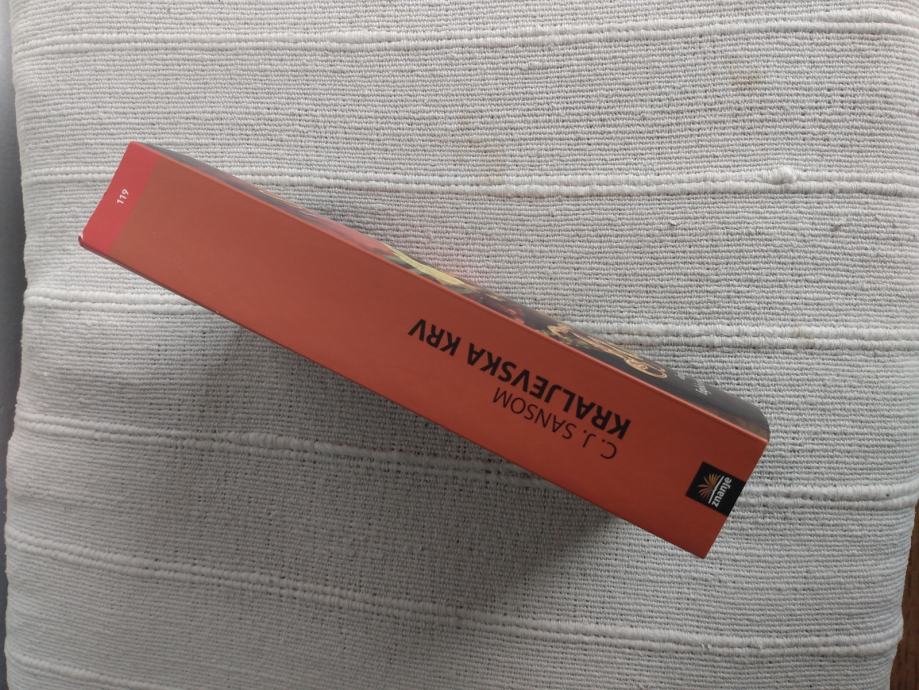 C. J. SANSOM
KRALJEVSKA KRV
znanje
119